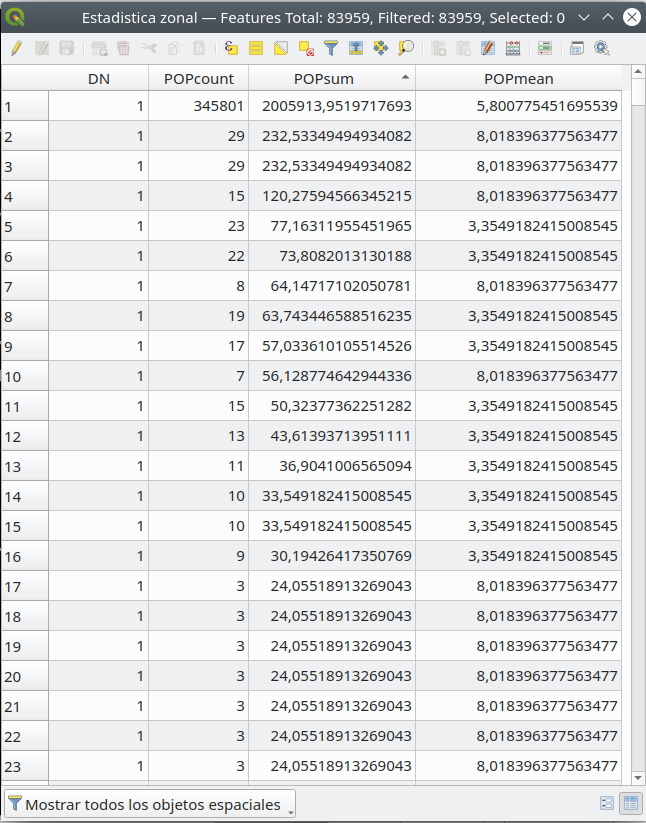 Estadistica zonal — Features Total: 83959, Filtered: 83959, Selected: 0
DN POPcount POPsum POPmean
1 1 345801 2005913,9519717693 5,800775451695539
2 1 29 232,53349494934082 8,018396377563477
3 1 29 232,53349494934082 8,018396377563477
4 1 15 120,27594566345215 8,018396377563477
5 1 23 77,16311955451965 3,3549182415008545
6 1 22 73,8082013130188 3,3549182415008545
7 1 8 64,14717102050781 8,018396377563477
8 1 19 63,743446588516235 3,3549182415008545
9 1 17 57,033610105514526 3,3549182415008545
10 1 7 56,128774642944336 8,018396377563477
11 1 15 50,32377362251282 3,3549182415008545
12 1 13 43,61393713951111 3,3549182415008545
13 1 11 36,9041006565094 3,3549182415008545
14 1 10 33,549182415008545 3,3549182415008545
15 1 10 33,549182415008545 3,3549182415008545
16 1 9 30,19426417350769 3,3549182415008545
17 1 3 24,05518913269043 8,018396377563477
18 1 3 24,05518913269043 8,018396377563477
19 1 3 24,05518913269043 8,018396377563477
20 1 3 24,05518913269043 8,018396377563477
21 1 3 24,05518913269043 8,018396377563477
22 1 3 24,05518913269043 8,018396377563477
23 1 3 24,05518913269043 8,018396377563477
Mostrar todos los objetos espaciales